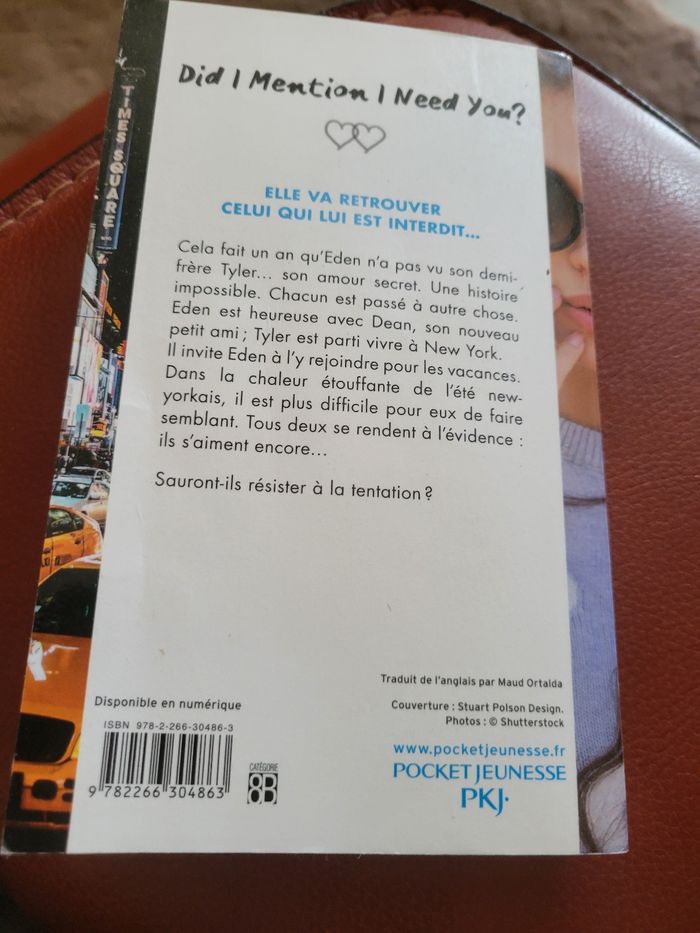 TIMES SQUARE
Did I Mention I Need You?
ELLE VA RETROUVER
CELUI QUI LUI EST INTERDIT...
Cela fait un an qu'Eden n'a pas vu son demi-
frère Tyler... son amour secret. Une histoire
impossible. Chacun est passé à autre chose.
Eden est heureuse avec Dean, son nouveau
petit ami ; Tyler est parti vivre à New York.
Il invite Eden à l'y rejoindre pour les vacances.
Dans la chaleur étouffante de l'été new-
yorkais, il est plus difficile pour eux de faire
semblant. Tous deux se rendent à l'évidence :
ils s'aiment encore...
Sauront-ils résister à la tentation ?
Traduit de l'anglais par Maud Ortalda
Couverture : Stuart Polson Design.
Photos : © Shutterstock
Disponible en numérique
ISBN 978-2-266-30486-3
9 782266 304863
CATÉGORIE
www.pocketjeunesse.fr
POCKET JEUNESSE
PKJ·